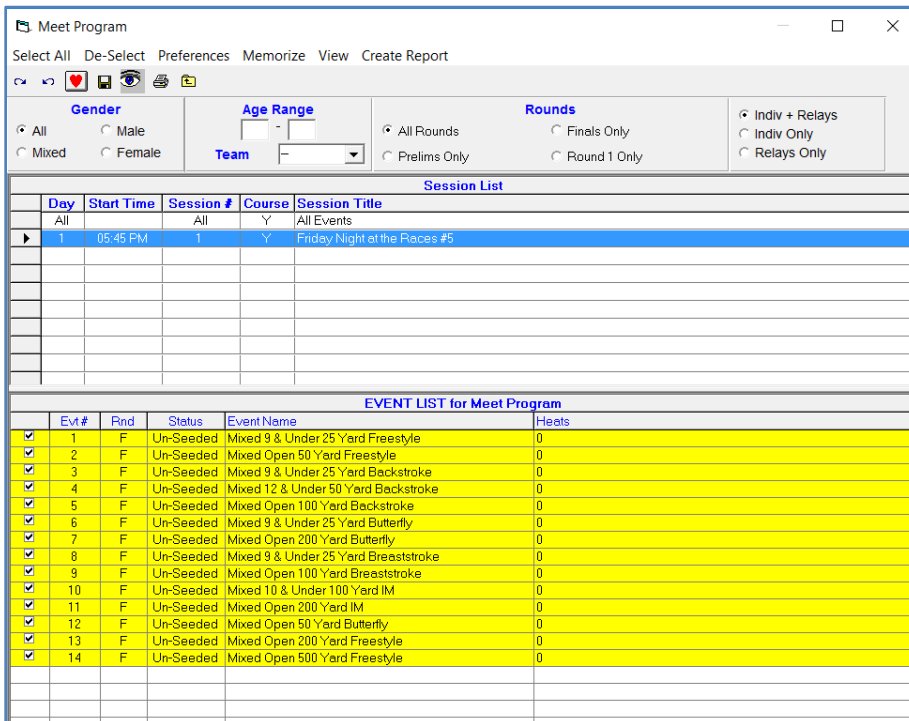 Meet Program
Select All De-Select Preferences Memorize View Create Report
Gender Age Range Rounds
All Male - All Rounds Finals Only Indiv + Relays
Mixed Female Team – Prelims Only Round 1 Only Indiv Only
Relays Only
Session List
Day Start Time Session # Course Session Title
All All Y All Events
1 05:45 PM 1 Y Friday Night at the Races #5
EVENT LIST for Meet Program
Evt # Rnd Status Event Name Heats
1 F Un-Seeded Mixed 9 & Under 25 Yard Freestyle 0
2 F Un-Seeded Mixed Open 50 Yard Freestyle 0
3 F Un-Seeded Mixed 9 & Under 25 Yard Backstroke 0
4 F Un-Seeded Mixed 12 & Under 50 Yard Backstroke 0
5 F Un-Seeded Mixed Open 100 Yard Backstroke 0
6 F Un-Seeded Mixed 9 & Under 25 Yard Butterfly 0
7 F Un-Seeded Mixed Open 200 Yard Butterfly 0
8 F Un-Seeded Mixed 9 & Under 25 Yard Breaststroke 0
9 F Un-Seeded Mixed Open 100 Yard Breaststroke 0
10 F Un-Seeded Mixed 10 & Under 100 Yard IM 0
11 F Un-Seeded Mixed Open 200 Yard IM 0
12 F Un-Seeded Mixed Open 50 Yard Butterfly 0
13 F Un-Seeded Mixed Open 200 Yard Freestyle 0
14 F Un-Seeded Mixed Open 500 Yard Freestyle 0